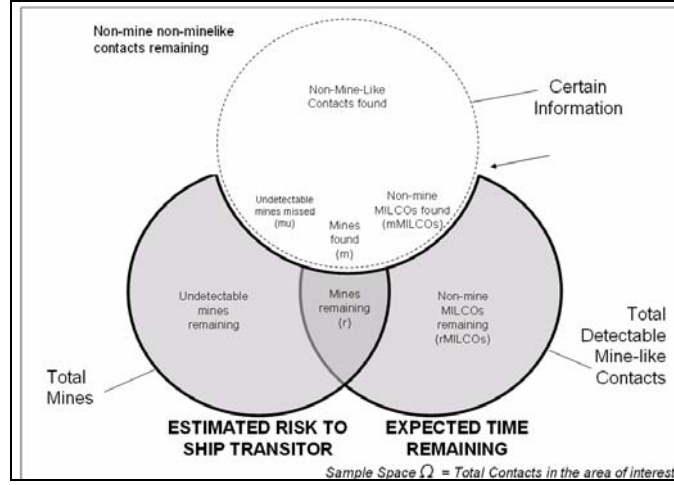 Non-mine non-minelike
contacts remaining
Non-Mine-Like
Contacts found
Certain
Information
Undetectable
mines missed
(mu)
Mines
found
(m)
Non-mine
MILCOs found
(mMILCOs)
Undetectable
mines
remaining
Mines
remaining
(r)
Non-mine
MILCOs
remaining
(rMILCOs)
Total
Detectable
Mine-like
Contacts
Total
Mines
ESTIMATED RISK TO
SHIP TRANSITOR
EXPECTED TIME
REMAINING
Sample Space Ω = Total Contacts in the area of interest